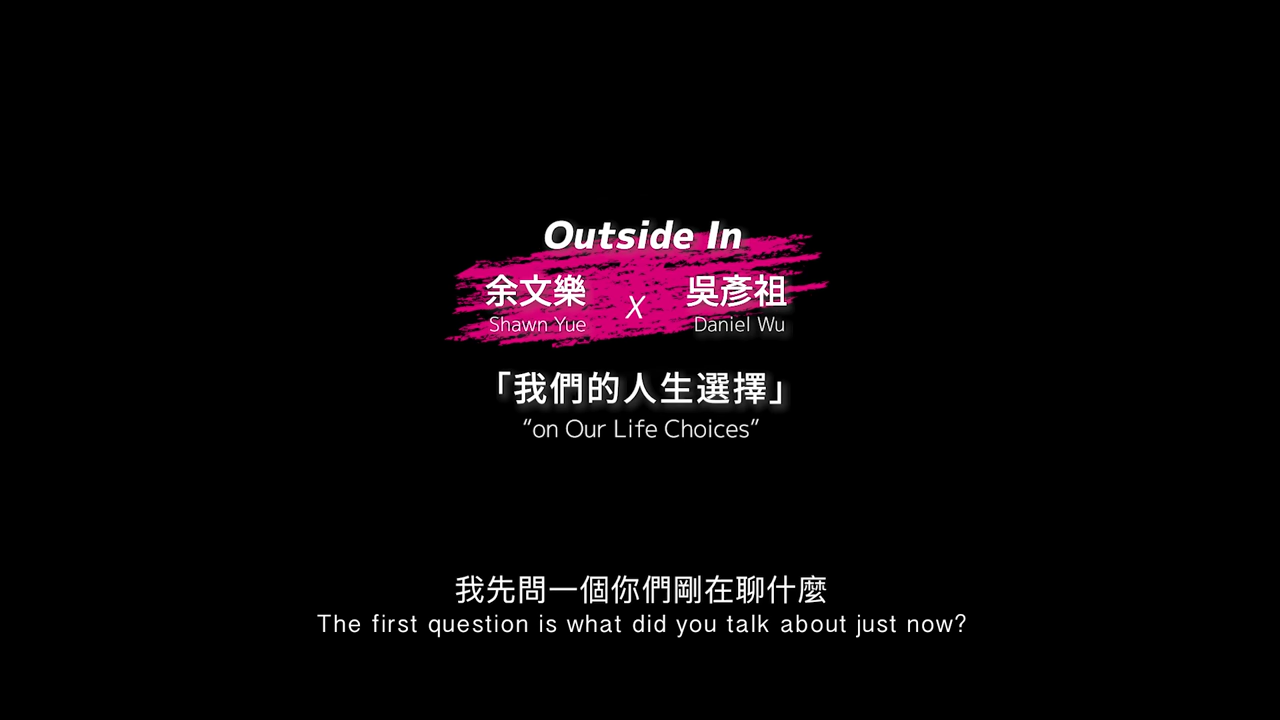 Outside In
余文樂 X 吳彥祖
Shawn Yue Daniel Wu
「我們的人生選擇」
“on Our Life Choices”
我先問一個你們剛在聊什麼
The first question is what did you talk about just now?